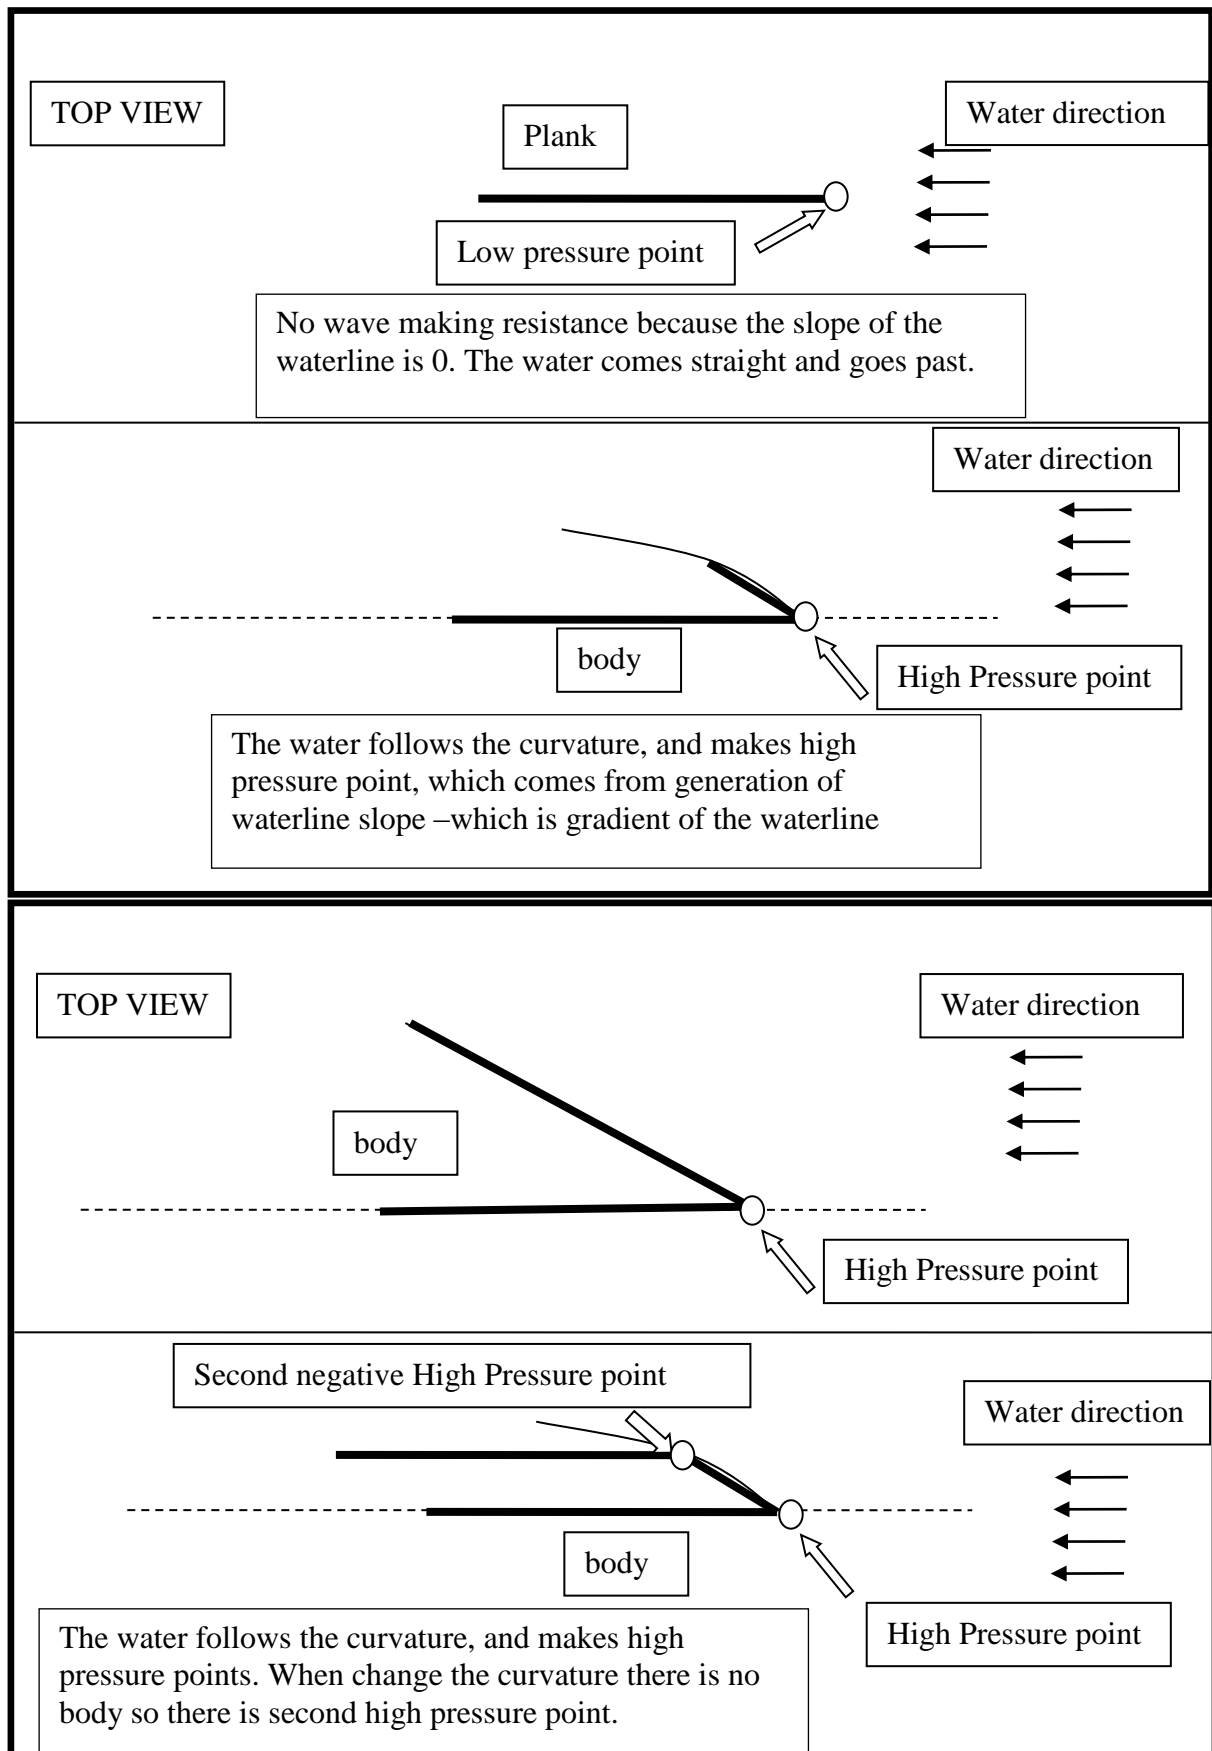 TOP VIEW
Water direction
Plank
Low pressure point
No wave making resistance because the slope of the
waterline is 0. The water comes straight and goes past.
Water direction
body
High Pressure point
The water follows the curvature, and makes high
pressure point, which comes from generation of
waterline slope –which is gradient of the waterline
TOP VIEW
Water direction
body
High Pressure point
Second negative High Pressure point
Water direction
body
High Pressure point
The water follows the curvature, and makes high
pressure points. When change the curvature there is no
body so there is second high pressure point.